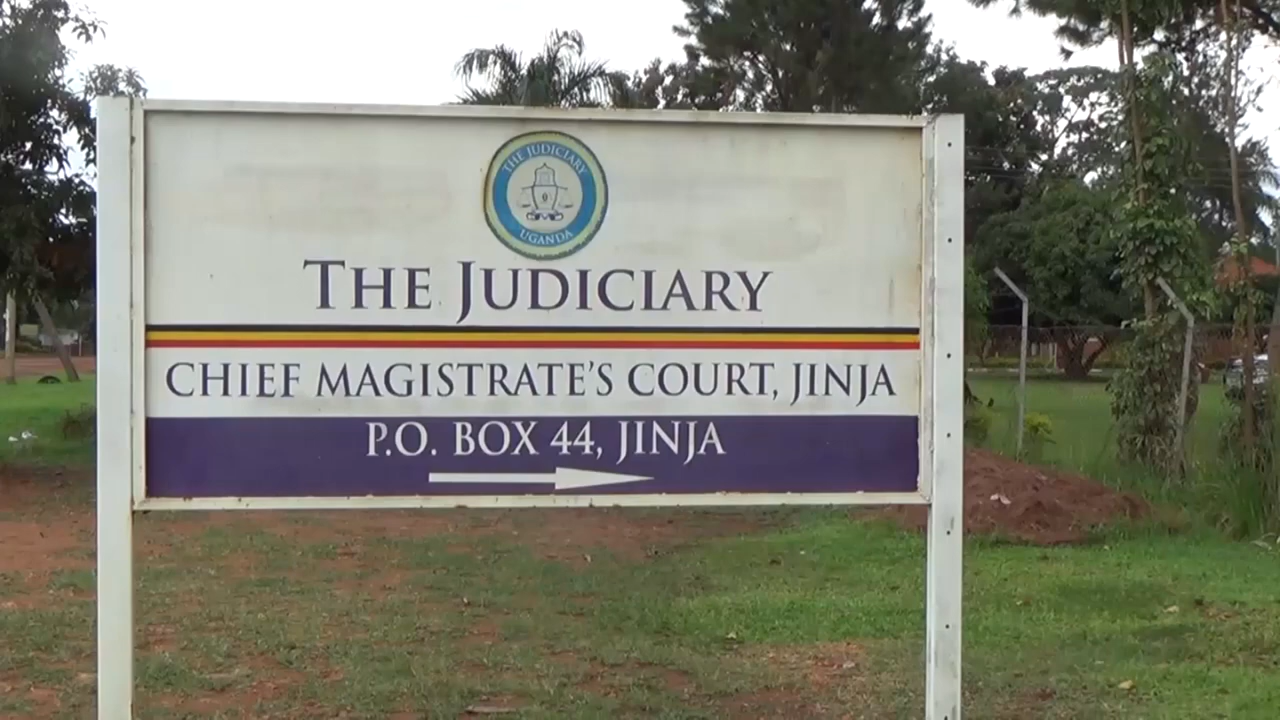 THE JUDICIARY
UGANDA
THE JUDICIARY
CHIEF MAGISTRATE'S COURT, JINJA
P.O. BOX 44, JINJA